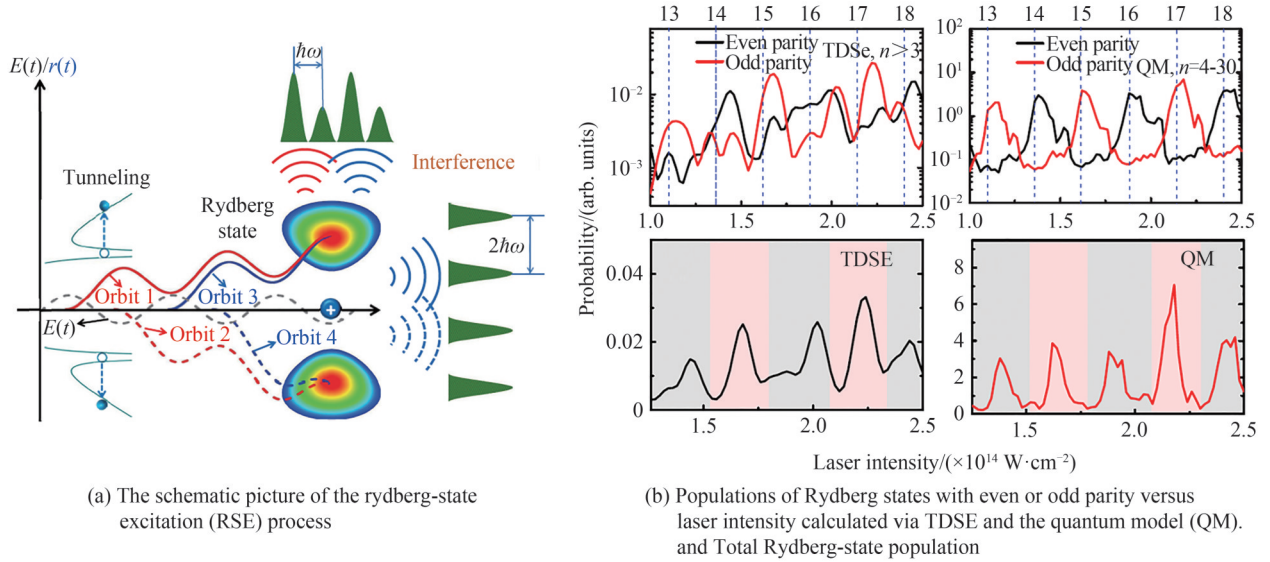 E(t)/r(t)
ħω
Interference
Tunneling
Rydberg
state
2ħω
Orbit 1
Orbit 3
E(t)
Orbit 2
Orbit 4
+
(a) The schematic picture of the rydberg-state
excitation (RSE) process
13 14 15 16 17 18
Even parity
Odd parity
TDSe, n＞3
10⁻²
10⁻³
1.0 1.5 2.0 2.5
13 14 15 16 17 18
Even parity
Odd parity
QM, n=4-30
10²
10¹
10⁰
10⁻¹
10⁻²
1.0 1.5 2.0 2.5
Probability/(arb. units)
TDSE
0.04
0.02
0
1.5 2.0 2.5
QM
8
6
4
2
0
1.5 2.0 2.5
Laser intensity/(×10¹⁴ W·cm⁻²)
(b) Populations of Rydberg states with even or odd parity versus
laser intensity calculated via TDSE and the quantum model (QM).
and Total Rydberg-state population